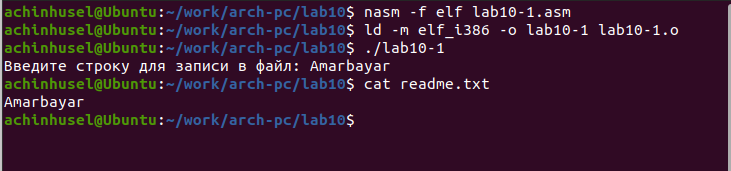 achinhusel@Ubuntu:~/work/arch-pc/lab10$ nasm -f elf lab10-1.asm
achinhusel@Ubuntu:~/work/arch-pc/lab10$ ld -m elf_i386 -o lab10-1 lab10-1.o
achinhusel@Ubuntu:~/work/arch-pc/lab10$ ./lab10-1
Введите строку для записи в файл: Amarbayar
achinhusel@Ubuntu:~/work/arch-pc/lab10$ cat readme.txt
Amarbayar
achinhusel@Ubuntu:~/work/arch-pc/lab10$